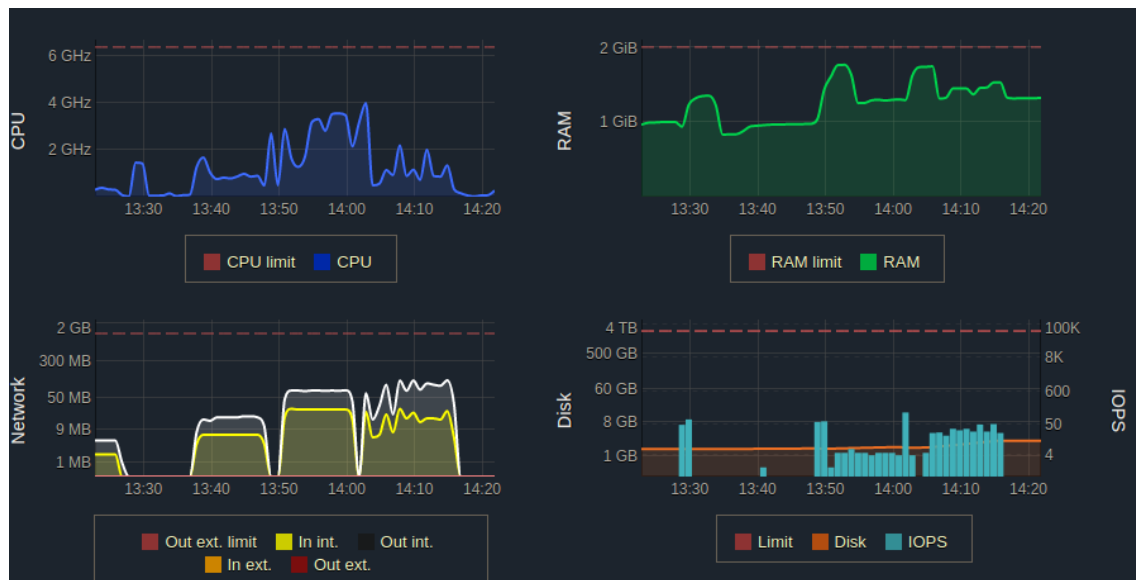 6 GHz
4 GHz
2 GHz
CPU
13:30 13:40 13:50 14:00 14:10 14:20
CPU limit CPU
2 GiB
1 GiB
RAM
13:30 13:40 13:50 14:00 14:10 14:20
RAM limit RAM
2 GB
300 MB
50 MB
9 MB
1 MB
Network
13:30 13:40 13:50 14:00 14:10 14:20
Out ext. limit In int. Out int.
In ext. Out ext.
4 TB 100K
500 GB 8K
60 GB 600
8 GB 50
1 GB 4
Disk IOPS
13:30 13:40 13:50 14:00 14:10 14:20
Limit Disk IOPS